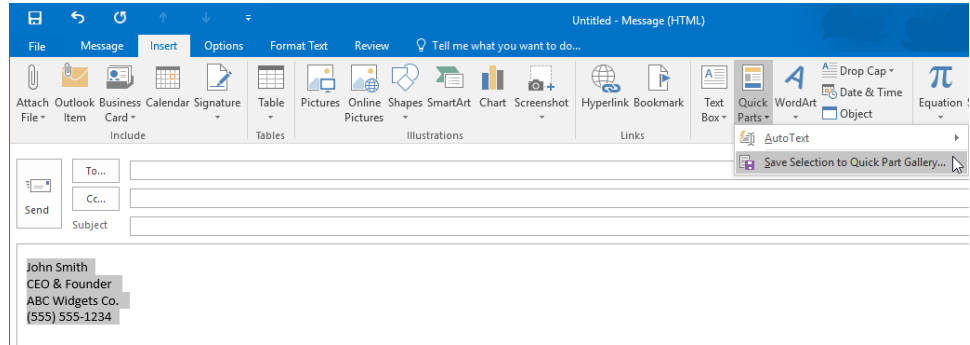 Untitled - Message (HTML)
File Message Insert Options Format Text Review Tell me what you want to do...
Attach File Outlook Item Business Card Calendar Signature Table Pictures Online Pictures Shapes SmartArt Chart Screenshot Hyperlink Bookmark Text Box Quick Parts WordArt Drop Cap Date & Time Object Equation
Include Tables Illustrations Links
AutoText
Save Selection to Quick Part Gallery...
To...
Cc...
Send
Subject
John Smith
CEO & Founder
ABC Widgets Co.
(555) 555-1234